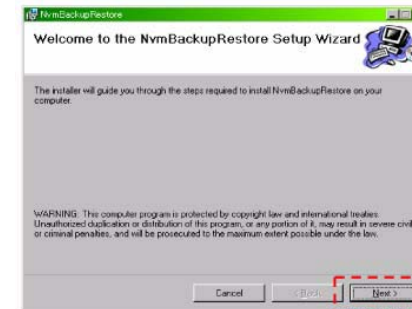 NvmBackupRestore
Welcome to the NvmBackupRestore Setup Wizard
The installer will guide you through the steps required to install NvmBackupRestore on your
computer.
WARNING: This computer program is protected by copyright law and international treaties.
Unauthorized duplication or distribution of this program, or any portion of it, may result in severe civil
or criminal penalties, and will be prosecuted to the maximum extent possible under the law.
Cancel
< Back
Next >